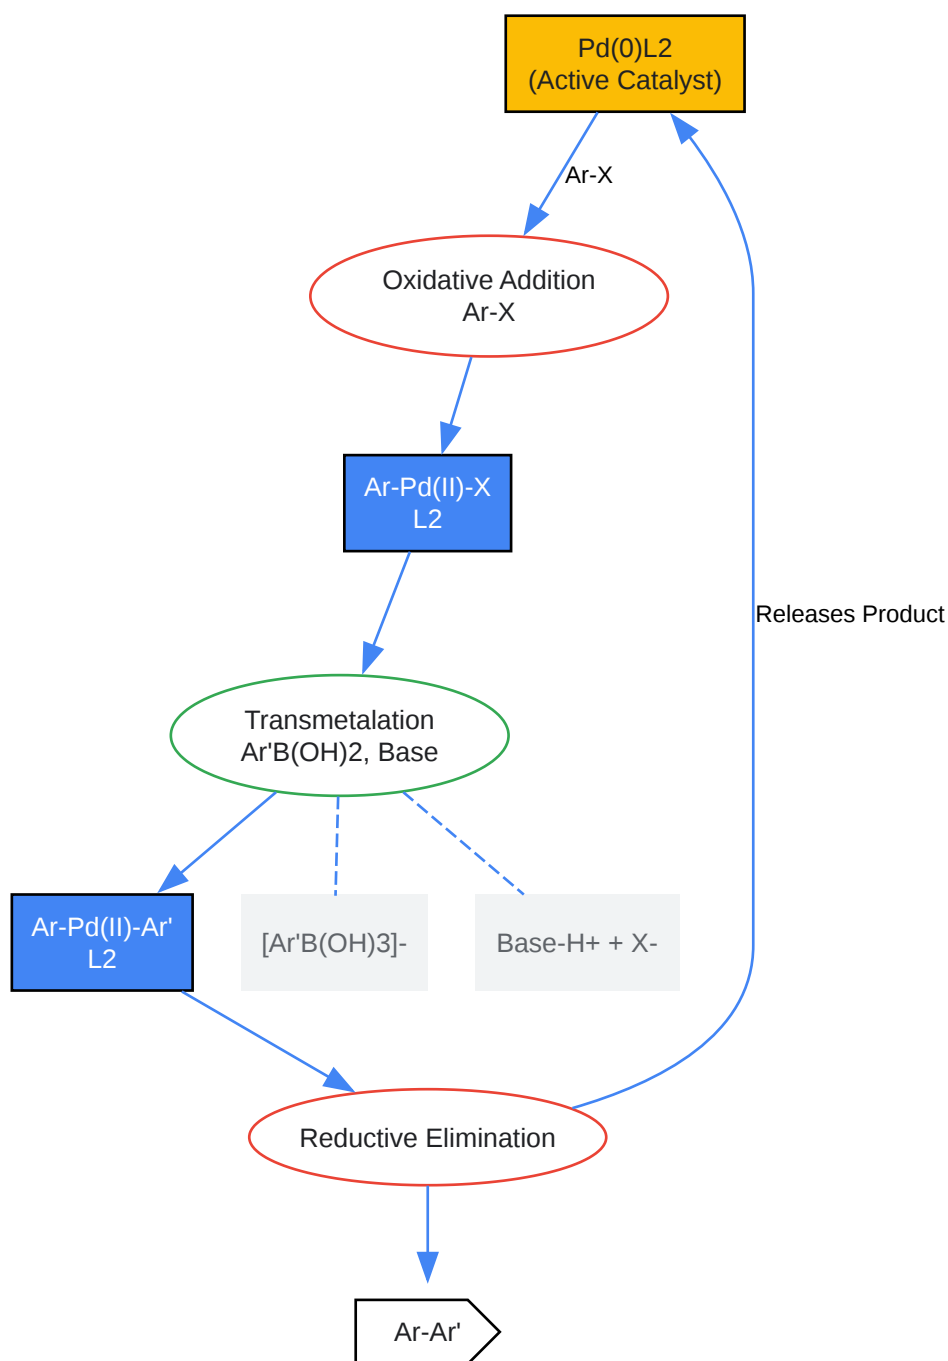 Pd(0)L2
(Active Catalyst)
Ar-X
Oxidative Addition
Ar-X
Ar-Pd(II)-X
L2
Releases Product
Transmetalation
Ar'B(OH)2, Base
Ar-Pd(II)-Ar'
L2
[Ar'B(OH)3]-
Base-H+ + X-
Reductive Elimination
Ar-Ar'